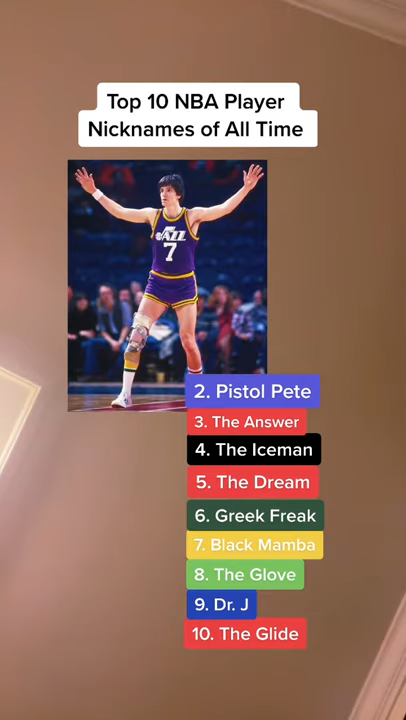 Top 10 NBA Player
Nicknames of All Time
JAZZ
7
2. Pistol Pete
3. The Answer
4. The Iceman
5. The Dream
6. Greek Freak
7. Black Mamba
8. The Glove
9. Dr. J
10. The Glide